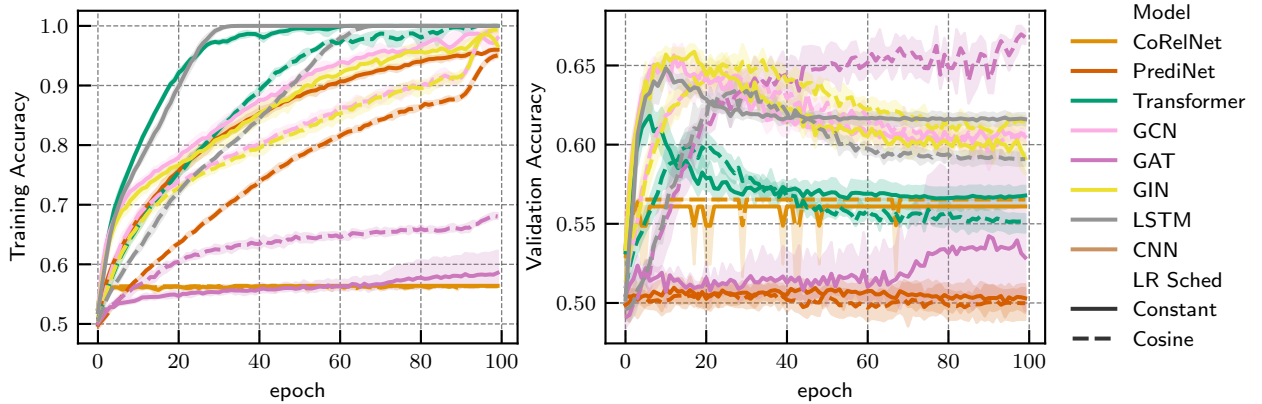 Training Accuracy
1.0
0.9
0.8
0.7
0.6
0.5
0 20 40 60 80 100
epoch
Validation Accuracy
0.65
0.60
0.55
0.50
0 20 40 60 80 100
epoch
Model
CoRelNet
PrediNet
Transformer
GCN
GAT
GIN
LSTM
CNN
LR Sched
Constant
Cosine